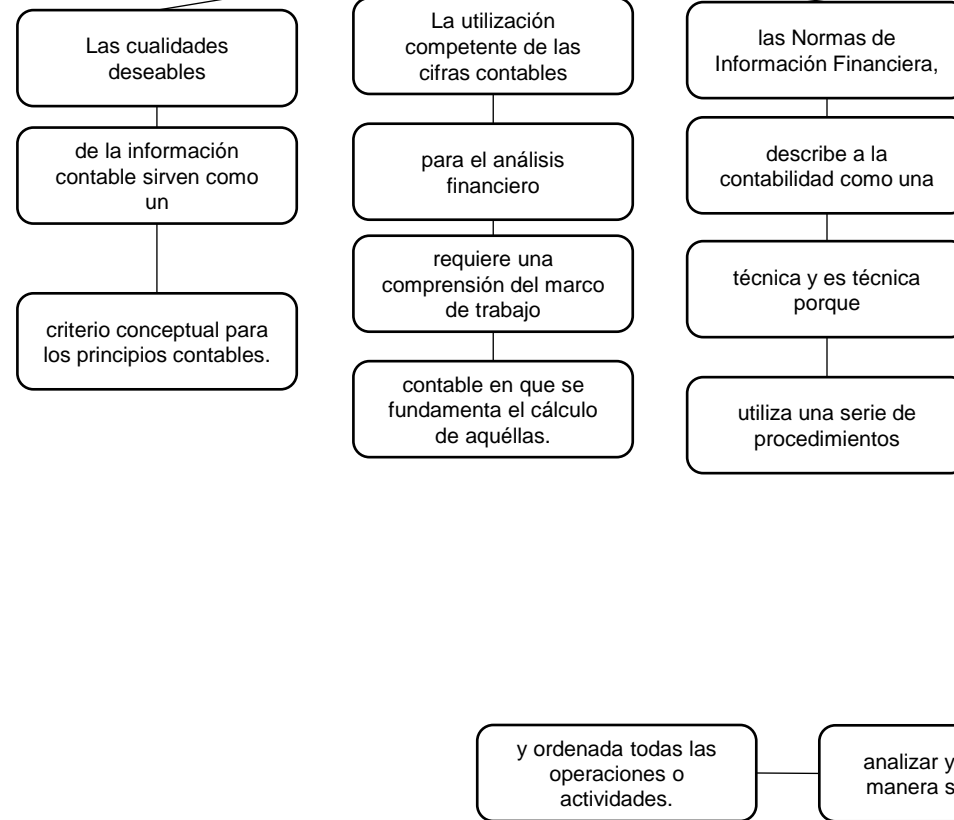 Las cualidades
deseables
de la información
contable sirven como
un
criterio conceptual para
los principios contables.
La utilización
competente de las
cifras contables
para el análisis
financiero
requiere una
comprensión del marco
de trabajo
contable en que se
fundamenta el cálculo
de aquéllas.
las Normas de
Información Financiera,
describe a la
contabilidad como una
técnica y es técnica
porque
utiliza una serie de
procedimientos
y ordenada todas las
operaciones o
actividades.
analizar y
manera s